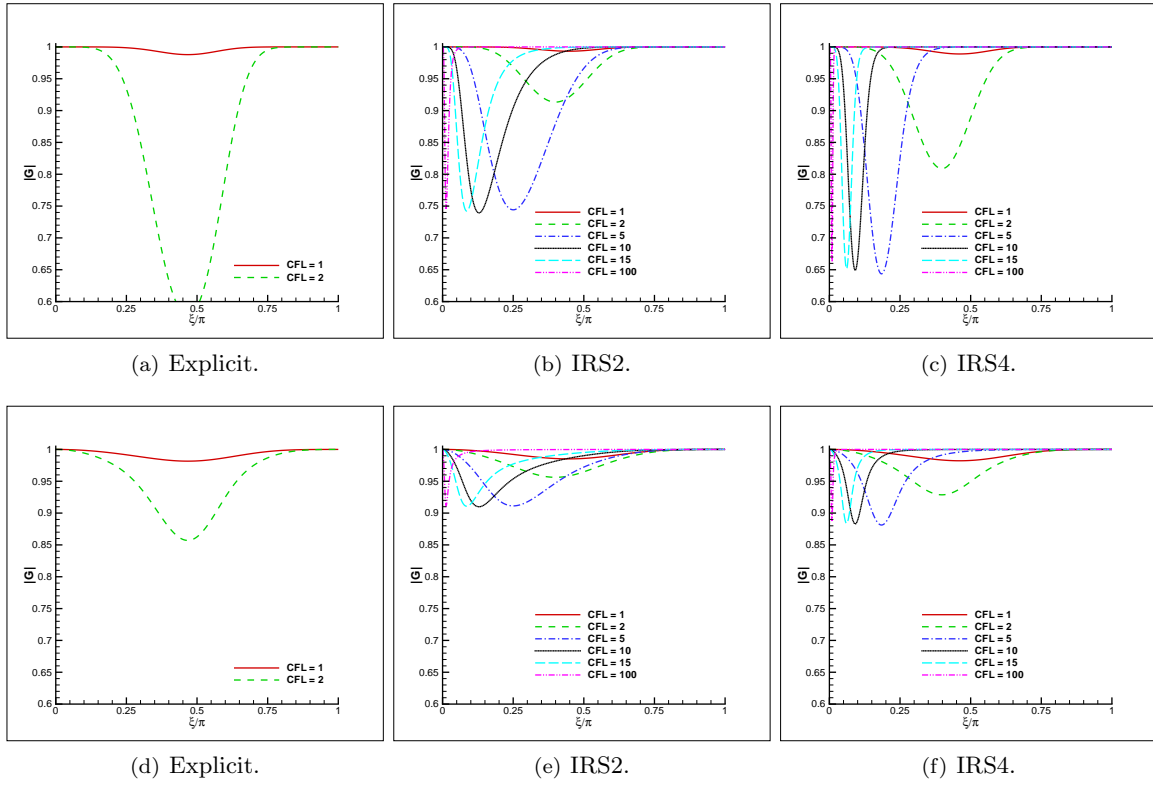 1
0.95
0.9
0.85
0.8
|G|
0.75
0.7
0.65
0.6
0
0.25
0.5
0.75
1
ξ/π
CFL = 1
CFL = 2
(a) Explicit.
1
0.95
0.9
0.85
0.8
|G|
0.75
0.7
0.65
0.6
0
0.25
0.5
0.75
1
ξ/π
CFL = 1
CFL = 2
CFL = 5
CFL = 10
CFL = 15
CFL = 100
(b) IRS2.
1
0.95
0.9
0.85
0.8
|G|
0.75
0.7
0.65
0.6
0
0.25
0.5
0.75
1
ξ/π
CFL = 1
CFL = 2
CFL = 5
CFL = 10
CFL = 15
CFL = 100
(c) IRS4.
1
0.95
0.9
0.85
0.8
|G|
0.75
0.7
0.65
0.6
0
0.25
0.5
0.75
1
ξ/π
CFL = 1
CFL = 2
(d) Explicit.
1
0.95
0.9
0.85
0.8
|G|
0.75
0.7
0.65
0.6
0
0.25
0.5
0.75
1
ξ/π
CFL = 1
CFL = 2
CFL = 5
CFL = 10
CFL = 15
CFL = 100
(e) IRS2.
1
0.95
0.9
0.85
0.8
|G|
0.75
0.7
0.65
0.6
0
0.25
0.5
0.75
1
ξ/π
CFL = 1
CFL = 2
CFL = 5
CFL = 10
CFL = 15
CFL = 100
(f) IRS4.